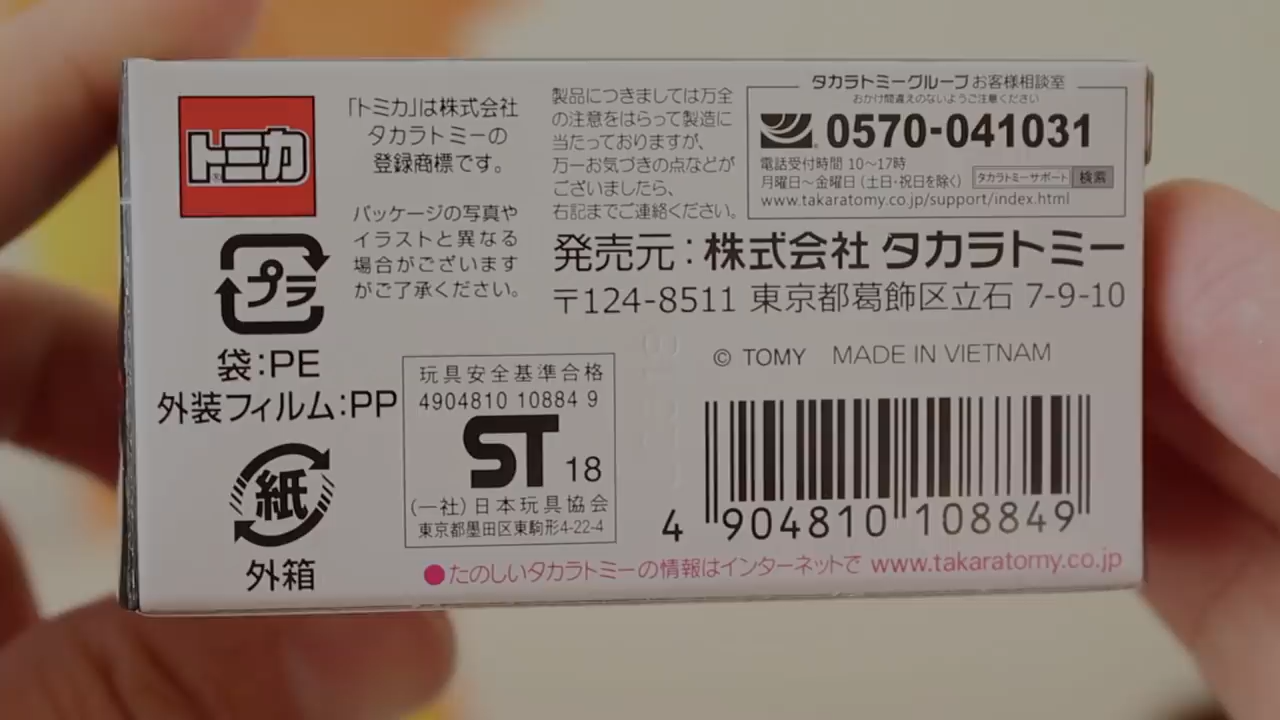 トミカ
®
「トミカ」は株式会社
タカラトミーの
登録商標です。
パッケージの写真や
イラストと異なる
場合がございます
がご了承ください。
プラ
袋:PE
外装フィルム:PP
紙
外箱
製品につきましては万全
の注意をはらって製造に
当たっておりますが、
万一お気づきの点などが
ございましたら、
右記までご連絡ください。
タカラトミーグループお客様相談室
おかけ間違えのないようご注意ください
0570-041031
電話受付時間 10〜17時
月曜日〜金曜日(土日・祝日を除く) タカラトミーサポート 検索
www.takaratomy.co.jp/support/index.html
発売元:株式会社 タカラトミー
〒124-8511 東京都葛飾区立石 7-9-10
© TOMY MADE IN VIETNAM
玩具安全基準合格
4904810 10884 9
ST 18
(一社)日本玩具協会
東京都墨田区東駒形4-22-4
4 904810 108849
●たのしいタカラトミーの情報はインターネットで www.takaratomy.co.jp